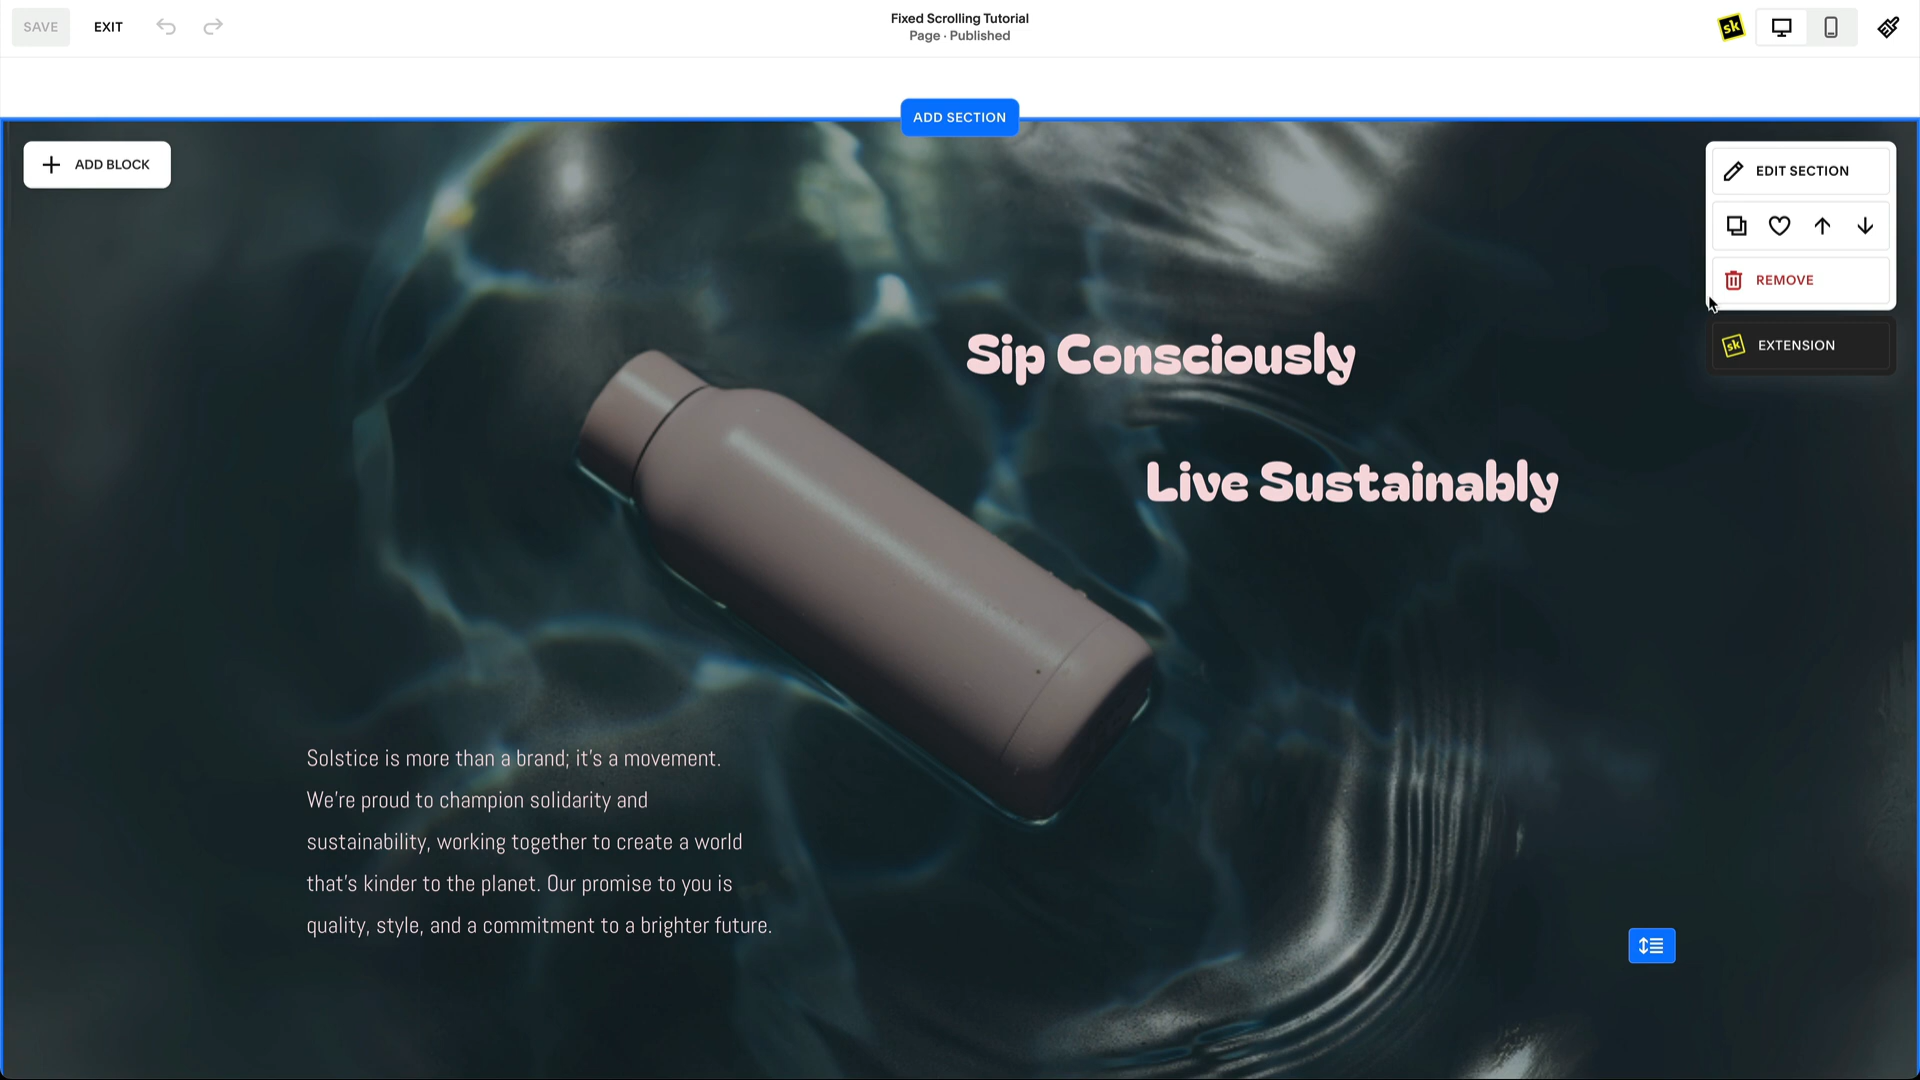 SAVE
EXIT
Fixed Scrolling Tutorial
Page · Published
sk
ADD SECTION
ADD BLOCK
EDIT SECTION
REMOVE
sk EXTENSION
Sip Consciously
Live Sustainably
Solstice is more than a brand; it's a movement.
We're proud to champion solidarity and
sustainability, working together to create a world
that's kinder to the planet. Our promise to you is
quality, style, and a commitment to a brighter future.